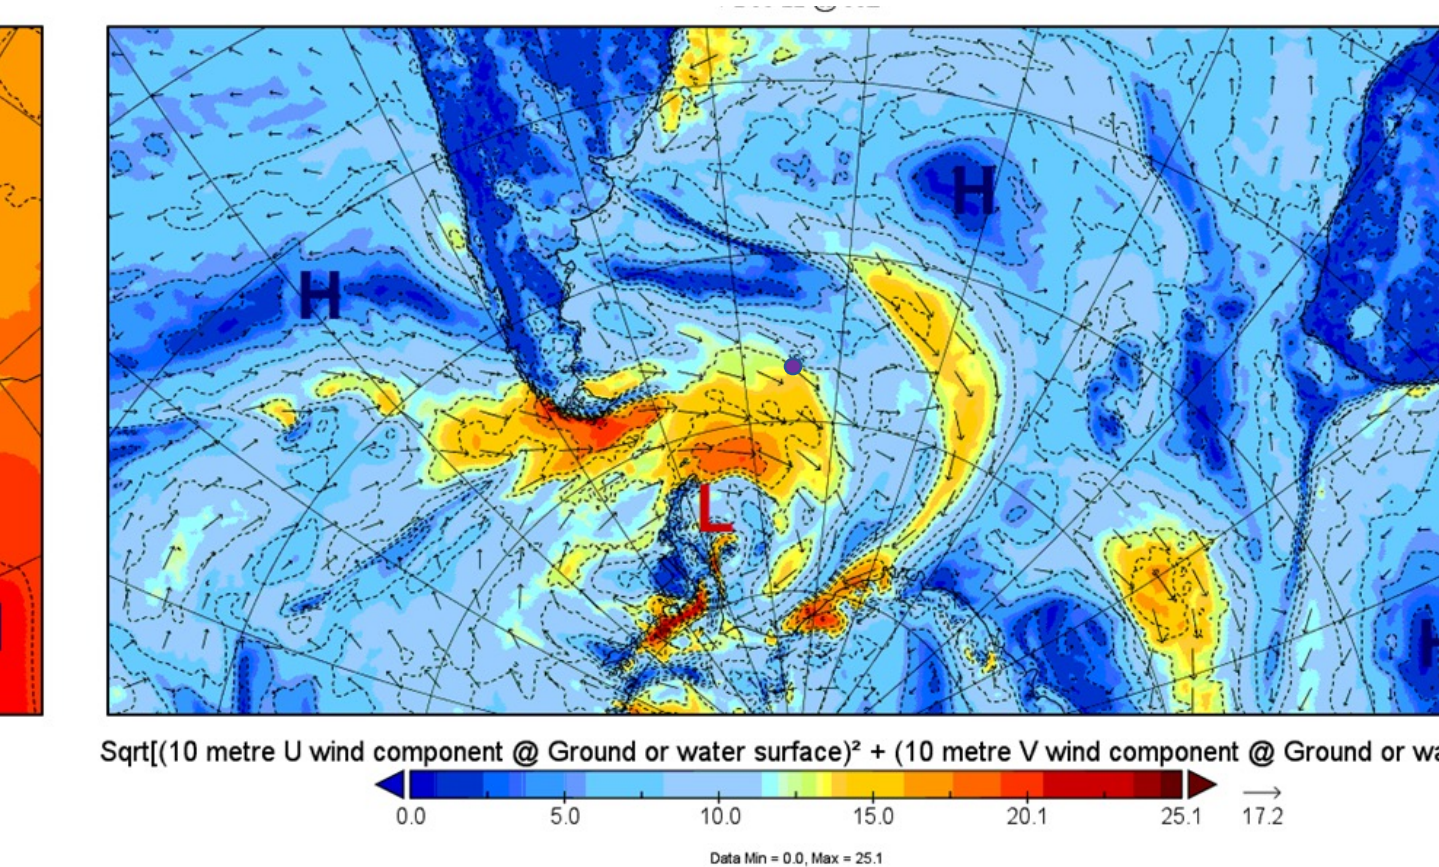 H
H
L
H
Sqrt[(10 metre U wind component @ Ground or water surface)² + (10 metre V wind component @ Ground or wa
0.0 5.0 10.0 15.0 20.1 25.1 17.2
Data Min = 0.0, Max = 25.1